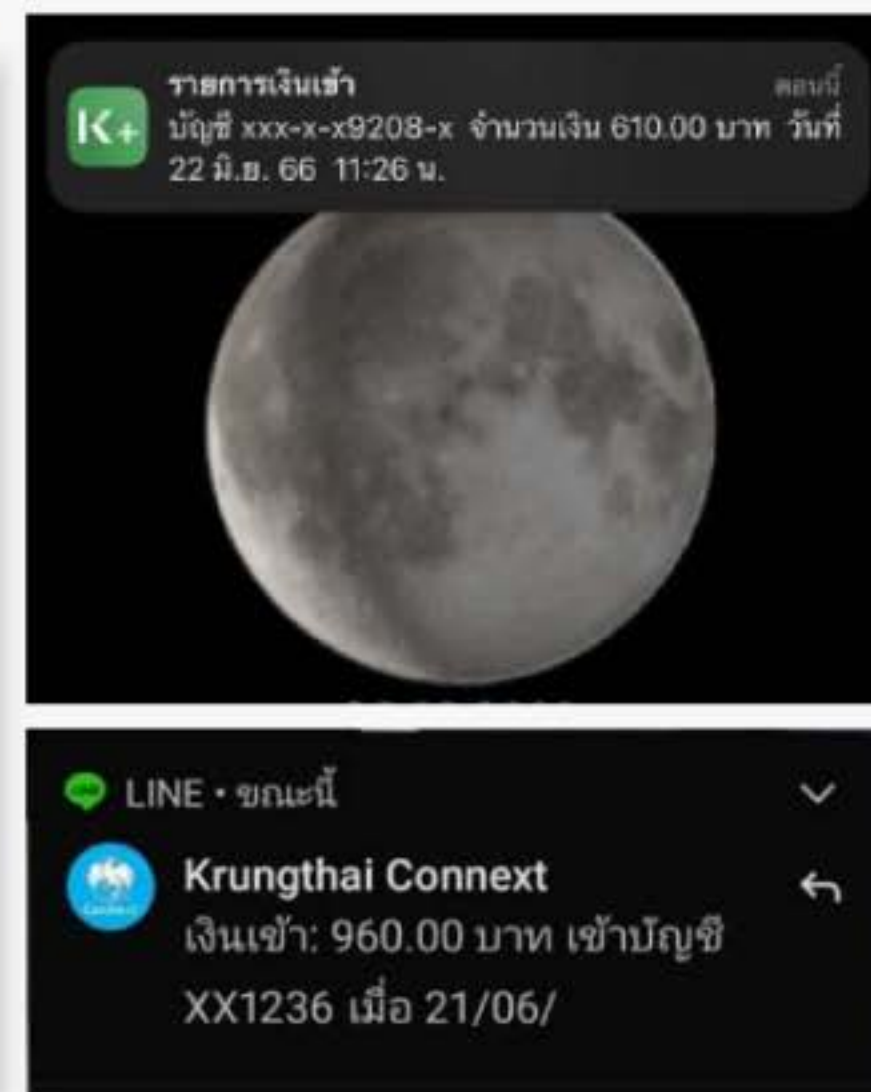 รายการเงินเข้า
ตอนนี้
K+
บัญชี xxx-x-x9208-x จำนวนเงิน 610.00 บาท วันที่
22 มิ.ย. 66 11:26 น.
LINE • ขณะนี้
Krungthai Connext
เงินเข้า: 960.00 บาท เข้าบัญชี
XX1236 เมื่อ 21/06/